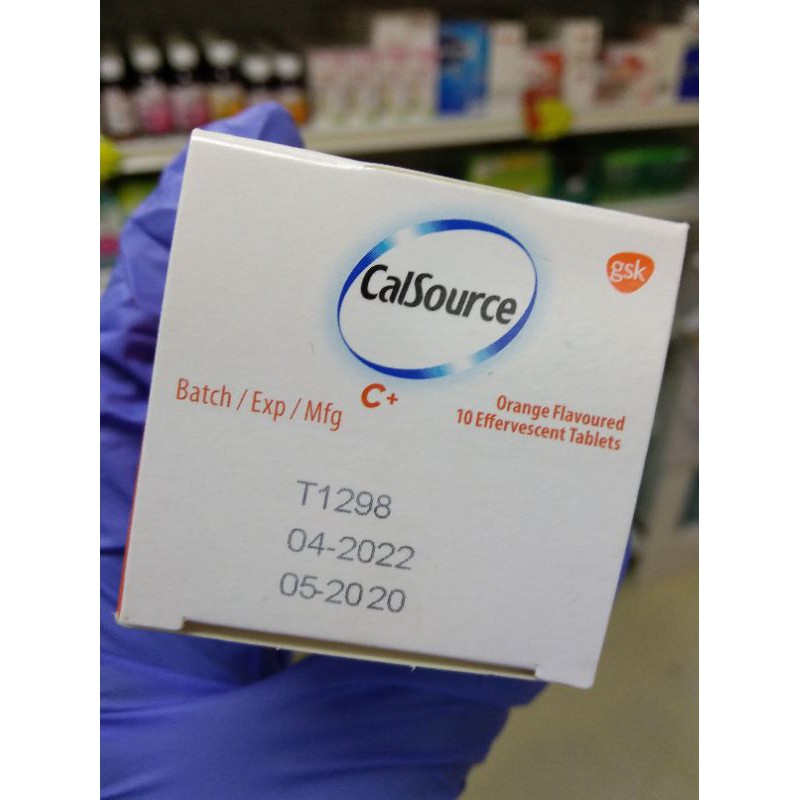 CalSource
gsk
C+
Batch / Exp / Mfg
Orange Flavoured
10 Effervescent Tablets
T1298
04-2022
05-2020